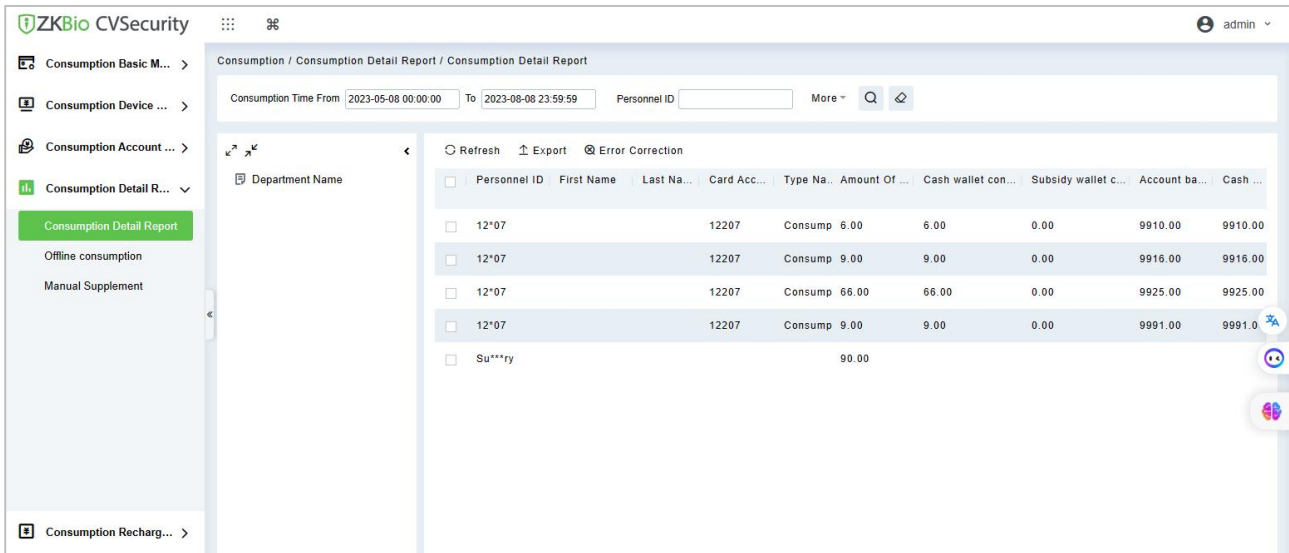 ZKBio CVSecurity
admin
Consumption Basic M...
Consumption Device ...
Consumption Account ...
Consumption Detail R...
Consumption Detail Report
Offline consumption
Manual Supplement
Consumption Recharg...
Consumption / Consumption Detail Report / Consumption Detail Report
Consumption Time From 2023-05-08 00:00:00 To 2023-08-08 23:59:59 Personnel ID More
Department Name
Refresh Export Error Correction
Personnel ID First Name Last Na... Card Acc... Type Na.. Amount Of ... Cash wallet con... Subsidy wallet c... Account ba... Cash ...
12*07 12207 Consump 6.00 6.00 0.00 9910.00 9910.00
12*07 12207 Consump 9.00 9.00 0.00 9916.00 9916.00
12*07 12207 Consump 66.00 66.00 0.00 9925.00 9925.00
12*07 12207 Consump 9.00 9.00 0.00 9991.00 9991.0
Su***ry 90.00